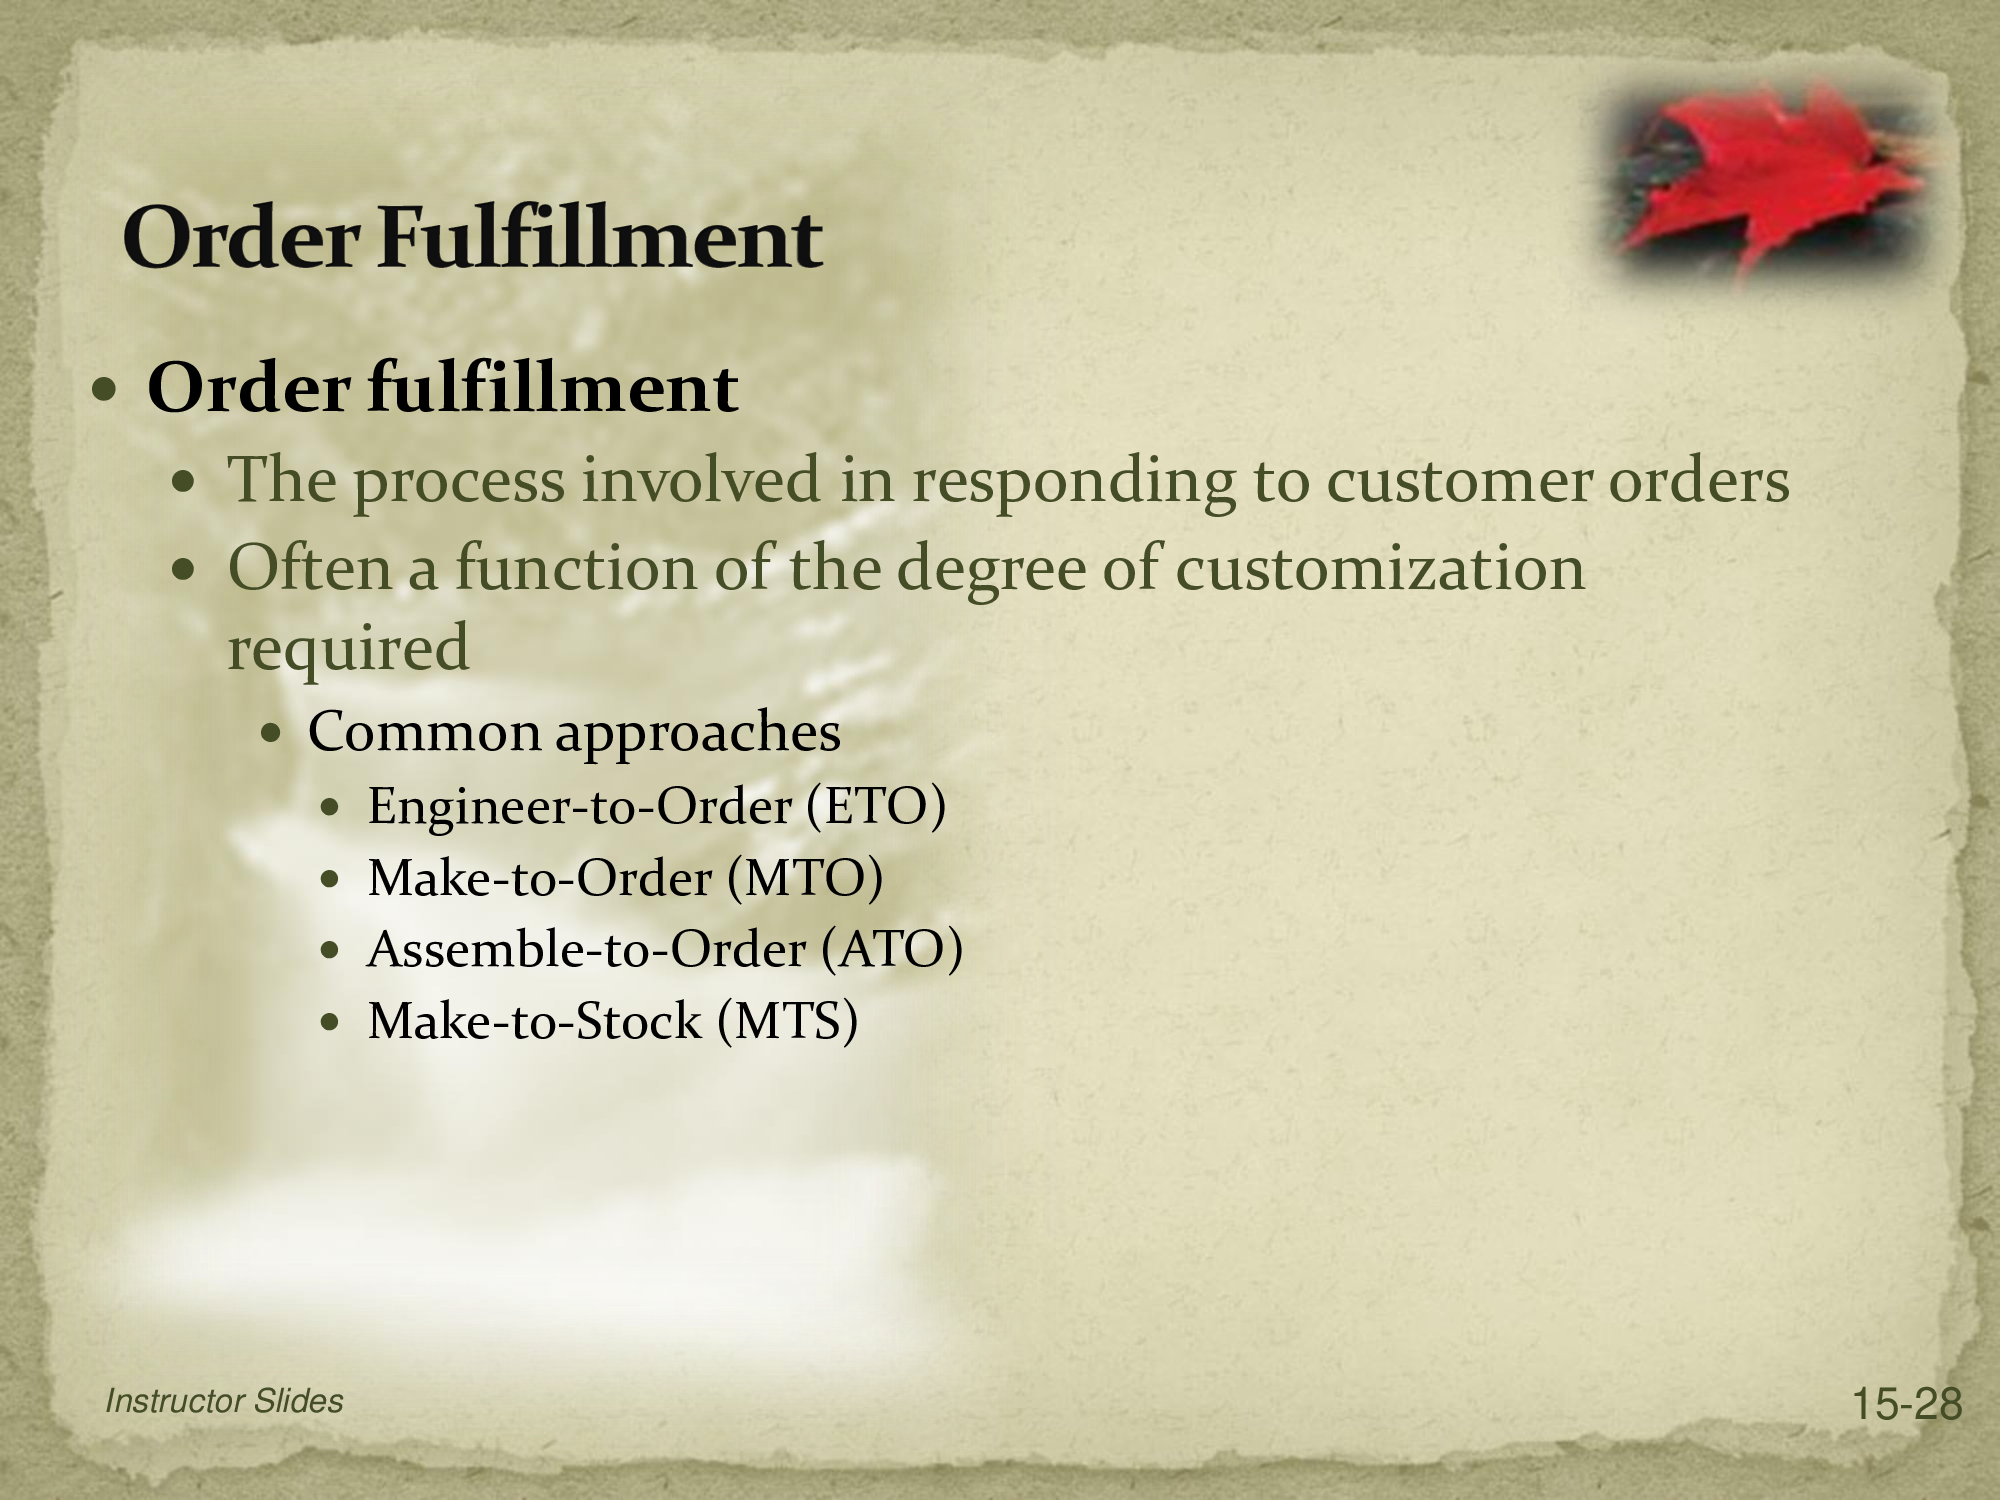 Order Fulfillment
• Order fulfillment
• The process involved in responding to customer orders
• Often a function of the degree of customization
required
• Common approaches
• Engineer-to-Order (ETO)
• Make-to-Order (MTO)
• Assemble-to-Order (ATO)
• Make-to-Stock (MTS)
Instructor Slides
15-28